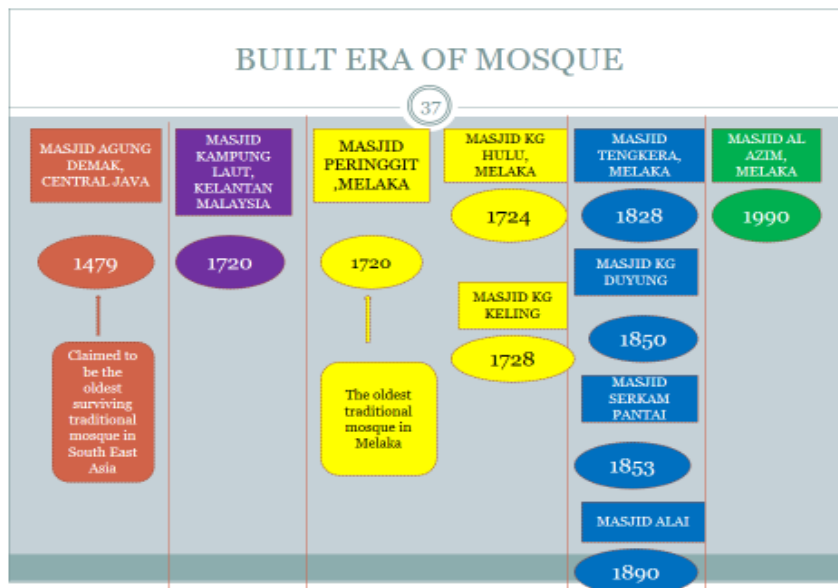 BUILT ERA OF MOSQUE
37
MASJID AGUNG
DEMAK,
CENTRAL JAVA
1479
Claimed to
be the
oldest
surviving
traditional
mosque in
South East
Asia
MASJID
KAMPUNG
LAUT,
KELANTAN
MALAYSIA
1720
MASJID
PERINGGIT
,MELAKA
1720
The oldest
traditional
mosque in
Melaka
MASJID KG
HULU,
MELAKA
1724
MASJID KG
KELING
1728
MASJID
TENGKERA,
MELAKA
1828
MASJID KG
DUYUNG
1850
MASJID
SERKAM
PANTAI
1853
MASJID ALAI
1890
MASJID AL
AZIM,
MELAKA
1990